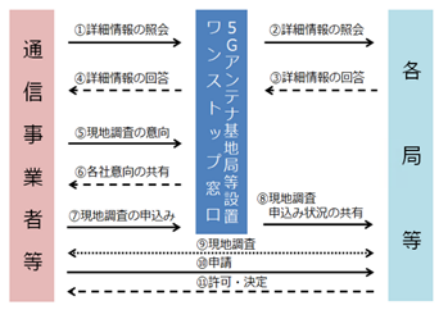 通信事業者等
①詳細情報の照会
④詳細情報の回答
⑤現地調査の意向
⑥各社意向の共有
⑦現地調査の申込み
5Gアンテナ基地局等設置
ワンストップ窓口
②詳細情報の照会
③詳細情報の回答
⑧現地調査
申込み状況の共有
⑨現地調査
⑩申請
⑪許可・決定
各局等